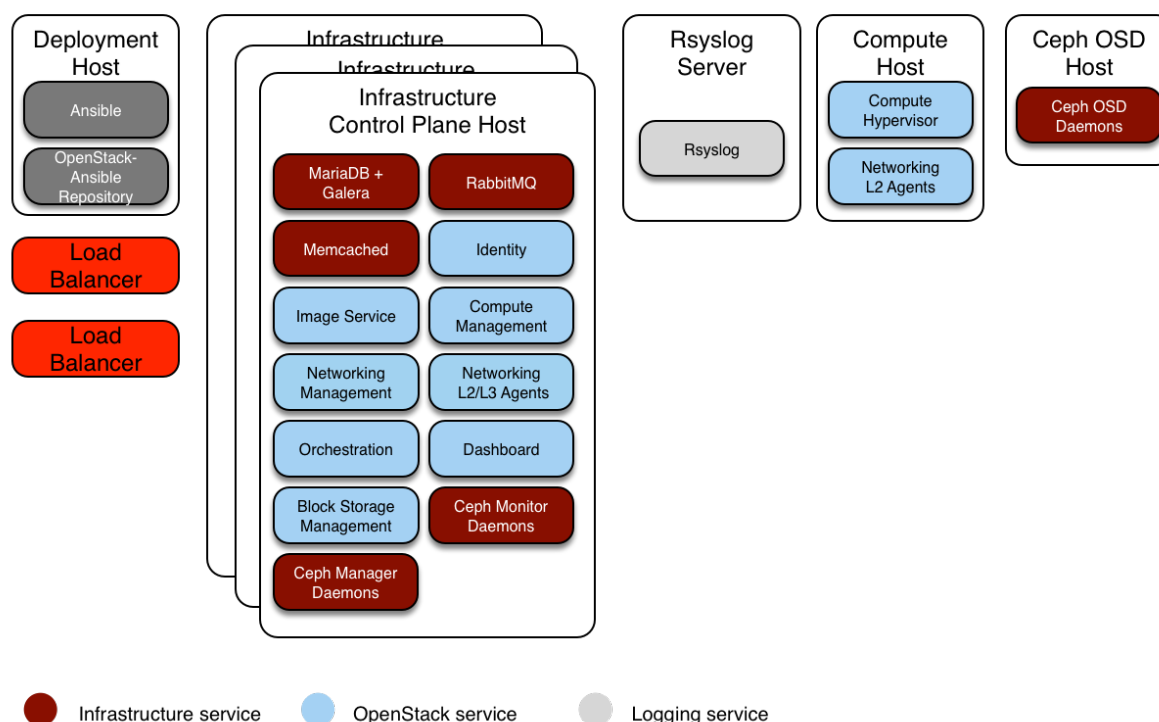 Deployment
Host
Ansible
OpenStack-
Ansible
Repository
Load
Balancer
Load
Balancer
Infrastructure
Infrastructure
Infrastructure
Control Plane Host
MariaDB +
Galera
RabbitMQ
Memcached
Identity
Image Service
Compute
Management
Networking
Management
Networking
L2/L3 Agents
Orchestration
Dashboard
Block Storage
Management
Ceph Monitor
Daemons
Ceph Manager
Daemons
Rsyslog
Server
Rsyslog
Compute
Host
Compute
Hypervisor
Networking
L2 Agents
Ceph OSD
Host
Ceph OSD
Daemons
Infrastructure service
OpenStack service
Logging service